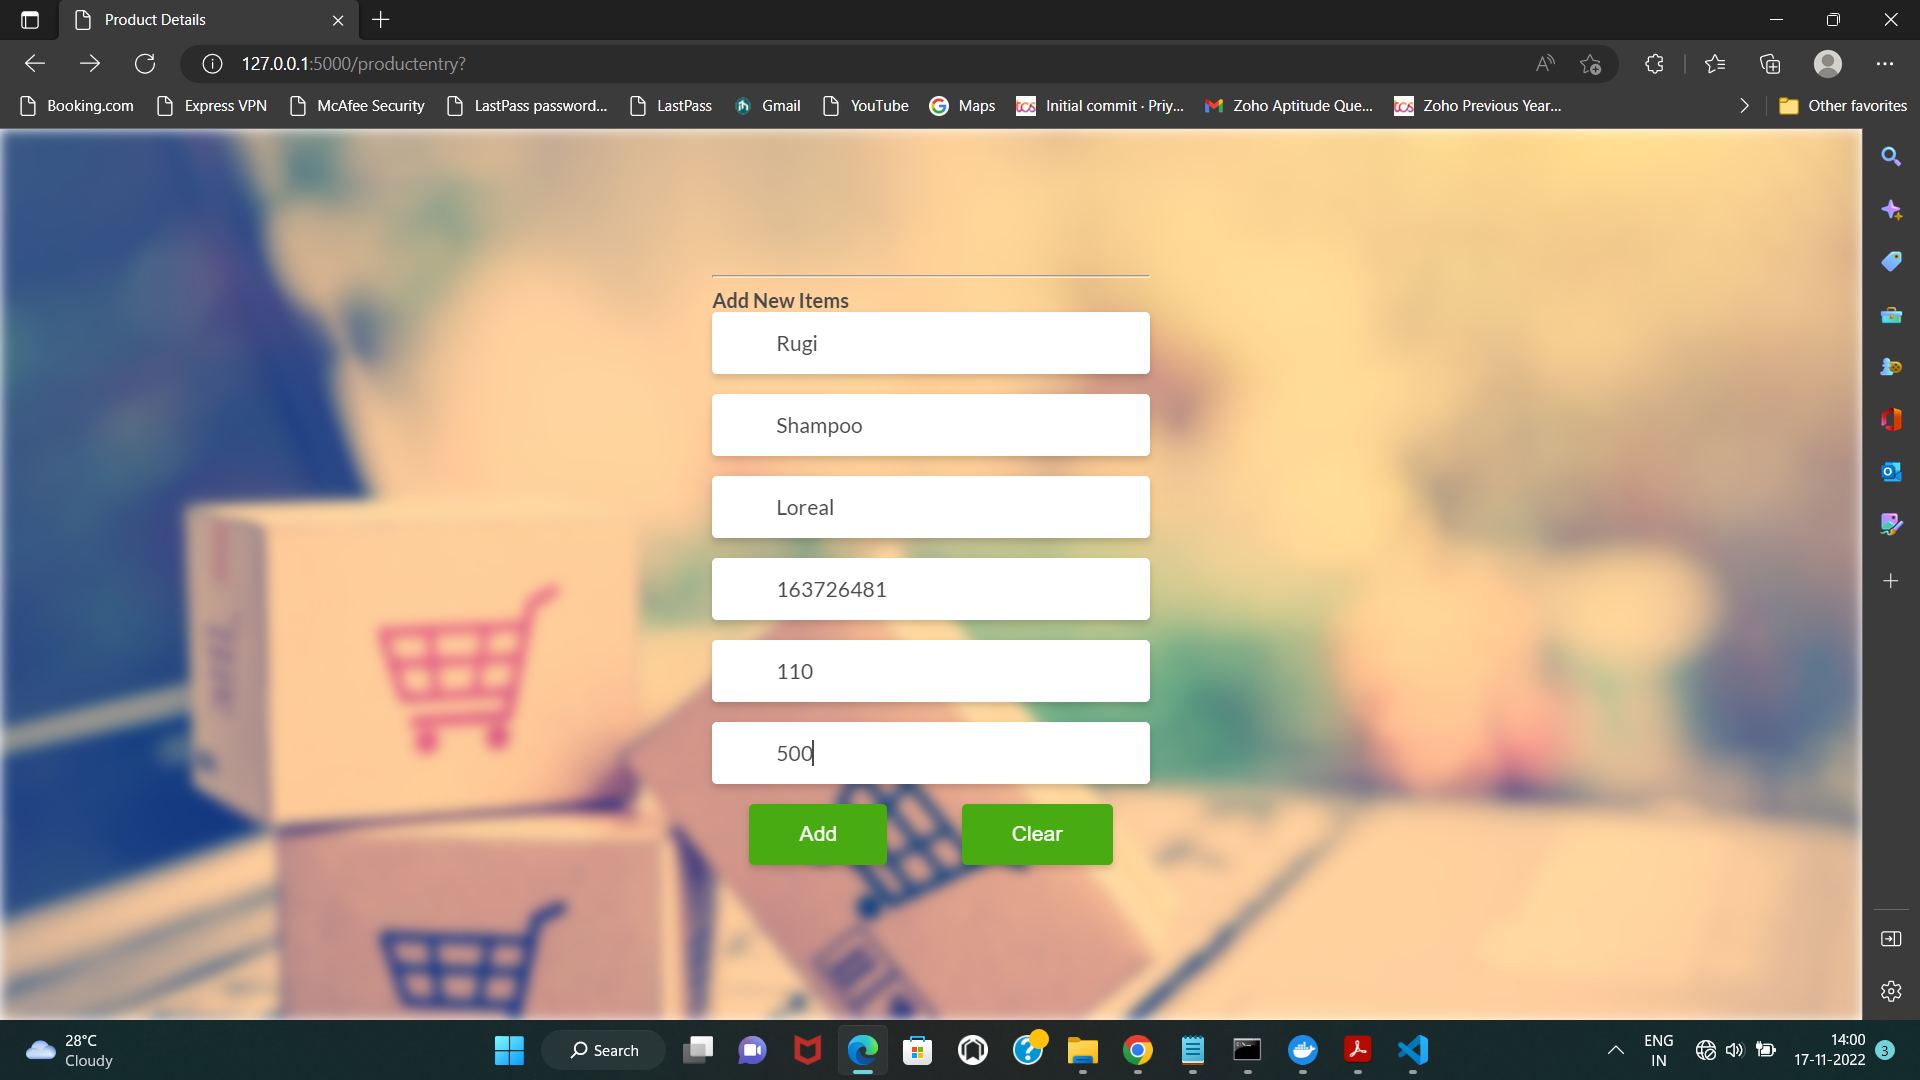 Product Details
127.0.0.1:5000/productentry?
Booking.com Express VPN McAfee Security LastPass password... LastPass Gmail YouTube Maps Initial commit · Priy... Zoho Aptitude Que... Zoho Previous Year... Other favorites
Add New Items
Rugi
Shampoo
Loreal
163726481
110
500
Add Clear
28°C
Cloudy
Search
ENG
IN
14:00
17-11-2022
3